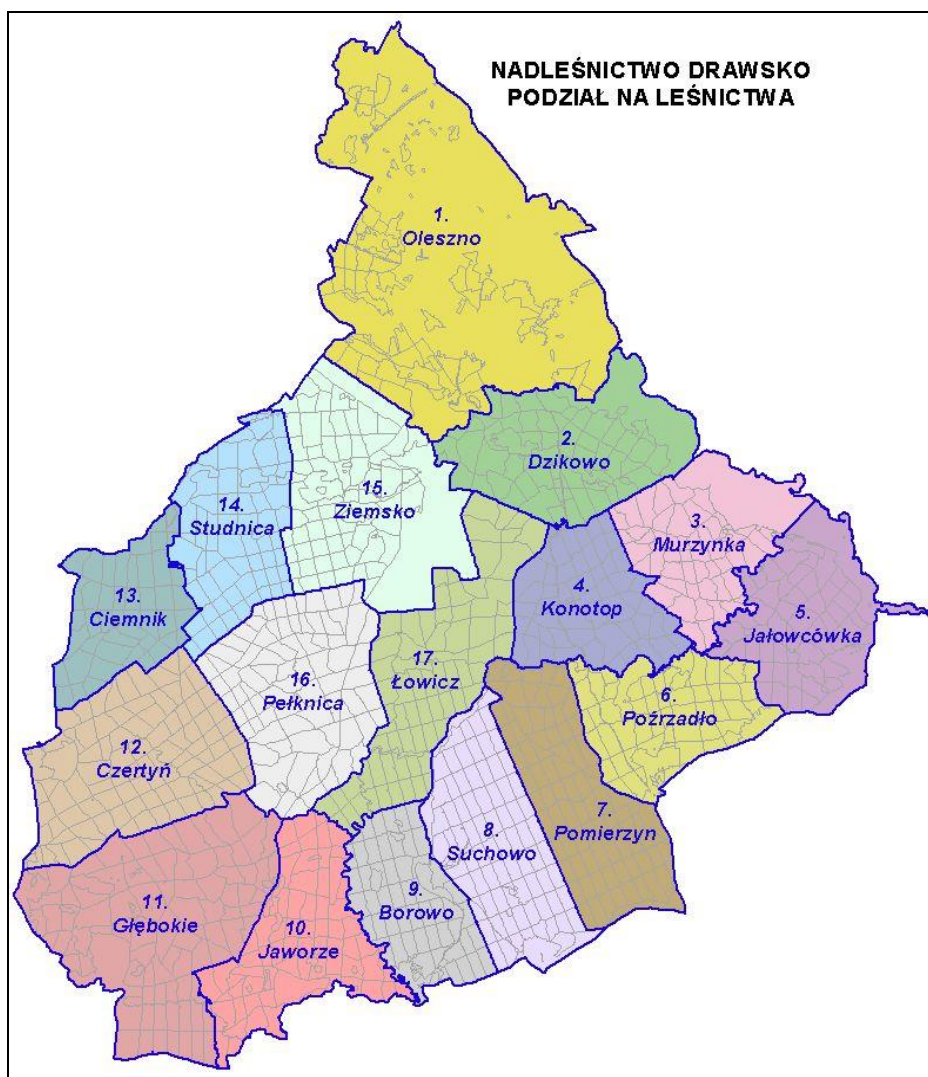 NADLEŚNICTWO DRAWSKO
PODZIAŁ NA LEŚNICTWA
1.
Oleszno
2.
Dzikowo
3.
Murzynka
4.
Konotop
5.
Jałowcówka
6.
Poźrzadło
7.
Pomierzyn
8.
Suchowo
9.
Borowo
10.
Jaworze
11.
Głębokie
12.
Czertyń
13.
Ciemnik
14.
Studnica
15.
Ziemsko
16.
Pełknica
17.
Łowicz